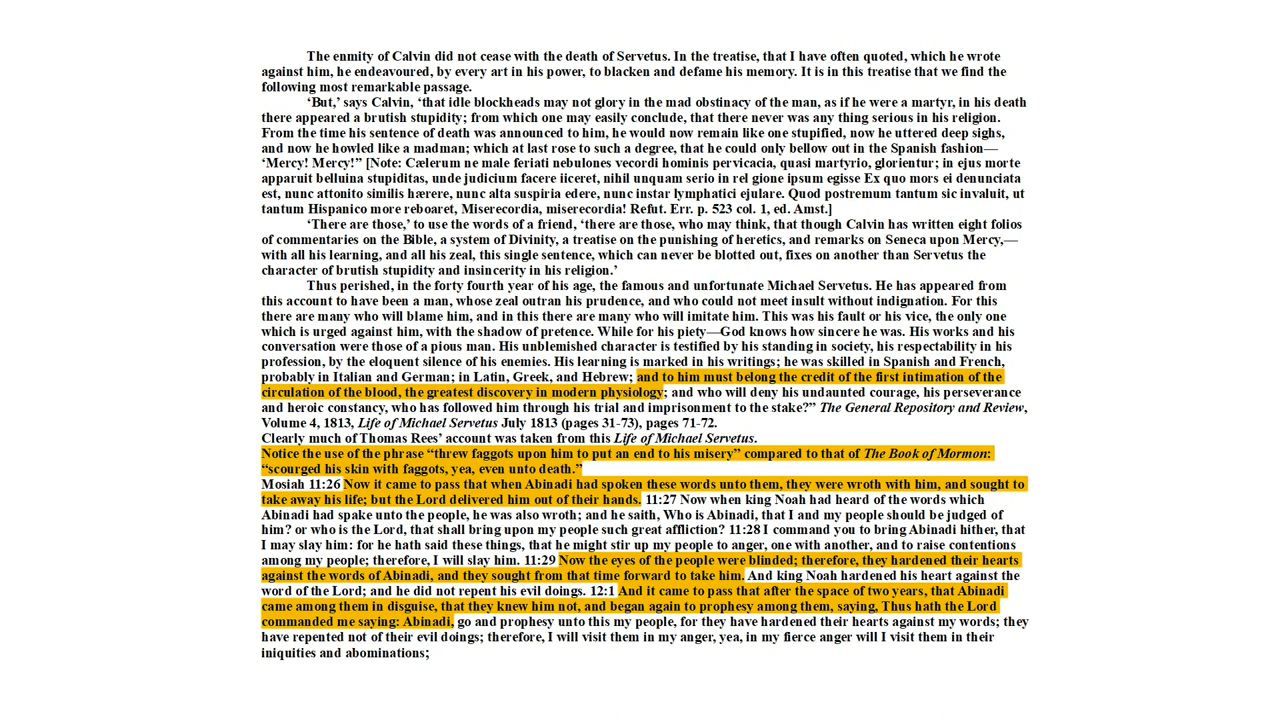 The enmity of Calvin did not cease with the death of Servetus. In the treatise, that I have often quoted, which he wrote
against him, he endeavoured, by every art in his power, to blacken and defame his memory. It is in this treatise that we find the
following most remarkable passage.
‘But,’ says Calvin, ‘that idle blockheads may not glory in the mad obstinacy of the man, as if he were a martyr, in his death
there appeared a brutish stupidity; from which one may easily conclude, that there never was any thing serious in his religion.
From the time his sentence of death was announced to him, he would now remain like one stupified, now he uttered deep sighs,
and now he howled like a madman; which at last rose to such a degree, that he could only bellow out in the Spanish fashion—
‘Mercy! Mercy!” [Note: Cælerum ne male feriati nebulones vecordi hominis pervicacia, quasi martyrio, glorientur; in ejus morte
apparuit belluina stupiditas, unde judicium facere iiceret, nihil unquam serio in rel gione ipsum egisse Ex quo mors ei denunciata
est, nunc attonito similis hærere, nunc alta suspiria edere, nunc instar lymphatici ejulare. Quod postremum tantum sic invaluit, ut
tantum Hispanico more reboaret, Miserecordia, miserecordia! Refut. Err. p. 523 col. 1, ed. Amst.]
‘There are those,’ to use the words of a friend, ‘there are those, who may think, that though Calvin has written eight folios
of commentaries on the Bible, a system of Divinity, a treatise on the punishing of heretics, and remarks on Seneca upon Mercy,—
with all his learning, and all his zeal, this single sentence, which can never be blotted out, fixes on another than Servetus the
character of brutish stupidity and insincerity in his religion.’
Thus perished, in the forty fourth year of his age, the famous and unfortunate Michael Servetus. He has appeared from
this account to have been a man, whose zeal outran his prudence, and who could not meet insult without indignation. For this
there are many who will blame him, and in this there are many who will imitate him. This was his fault or his vice, the only one
which is urged against him, with the shadow of pretence. While for his piety—God knows how sincere he was. His works and his
conversation were those of a pious man. His unblemished character is testified by his standing in society, his respectability in his
profession, by the eloquent silence of his enemies. His learning is marked in his writings; he was skilled in Spanish and French,
probably in Italian and German; in Latin, Greek, and Hebrew; and to him must belong the credit of the first intimation of the
circulation of the blood, the greatest discovery in modern physiology; and who will deny his undaunted courage, his perseverance
and heroic constancy, who has followed him through his trial and imprisonment to the stake?” The General Repository and Review,
Volume 4, 1813, Life of Michael Servetus July 1813 (pages 31-73), pages 71-72.
Clearly much of Thomas Rees’ account was taken from this Life of Michael Servetus.
Notice the use of the phrase “threw faggots upon him to put an end to his misery” compared to that of The Book of Mormon:
“scourged his skin with faggots, yea, even unto death.”
Mosiah 11:26 Now it came to pass that when Abinadi had spoken these words unto them, they were wroth with him, and sought to
take away his life; but the Lord delivered him out of their hands. 11:27 Now when king Noah had heard of the words which
Abinadi had spake unto the people, he was also wroth; and he saith, Who is Abinadi, that I and my people should be judged of
him? or who is the Lord, that shall bring upon my people such great affliction? 11:28 I command you to bring Abinadi hither, that
I may slay him: for he hath said these things, that he might stir up my people to anger, one with another, and to raise contentions
among my people; therefore, I will slay him. 11:29 Now the eyes of the people were blinded; therefore, they hardened their hearts
against the words of Abinadi, and they sought from that time forward to take him. And king Noah hardened his heart against the
word of the Lord; and he did not repent his evil doings. 12:1 And it came to pass that after the space of two years, that Abinadi
came among them in disguise, that they knew him not, and began again to prophesy among them, saying, Thus hath the Lord
commanded me saying: Abinadi, go and prophesy unto this my people, for they have hardened their hearts against my words; they
have repented not of their evil doings; therefore, I will visit them in my anger, yea, in my fierce anger will I visit them in their
iniquities and abominations;